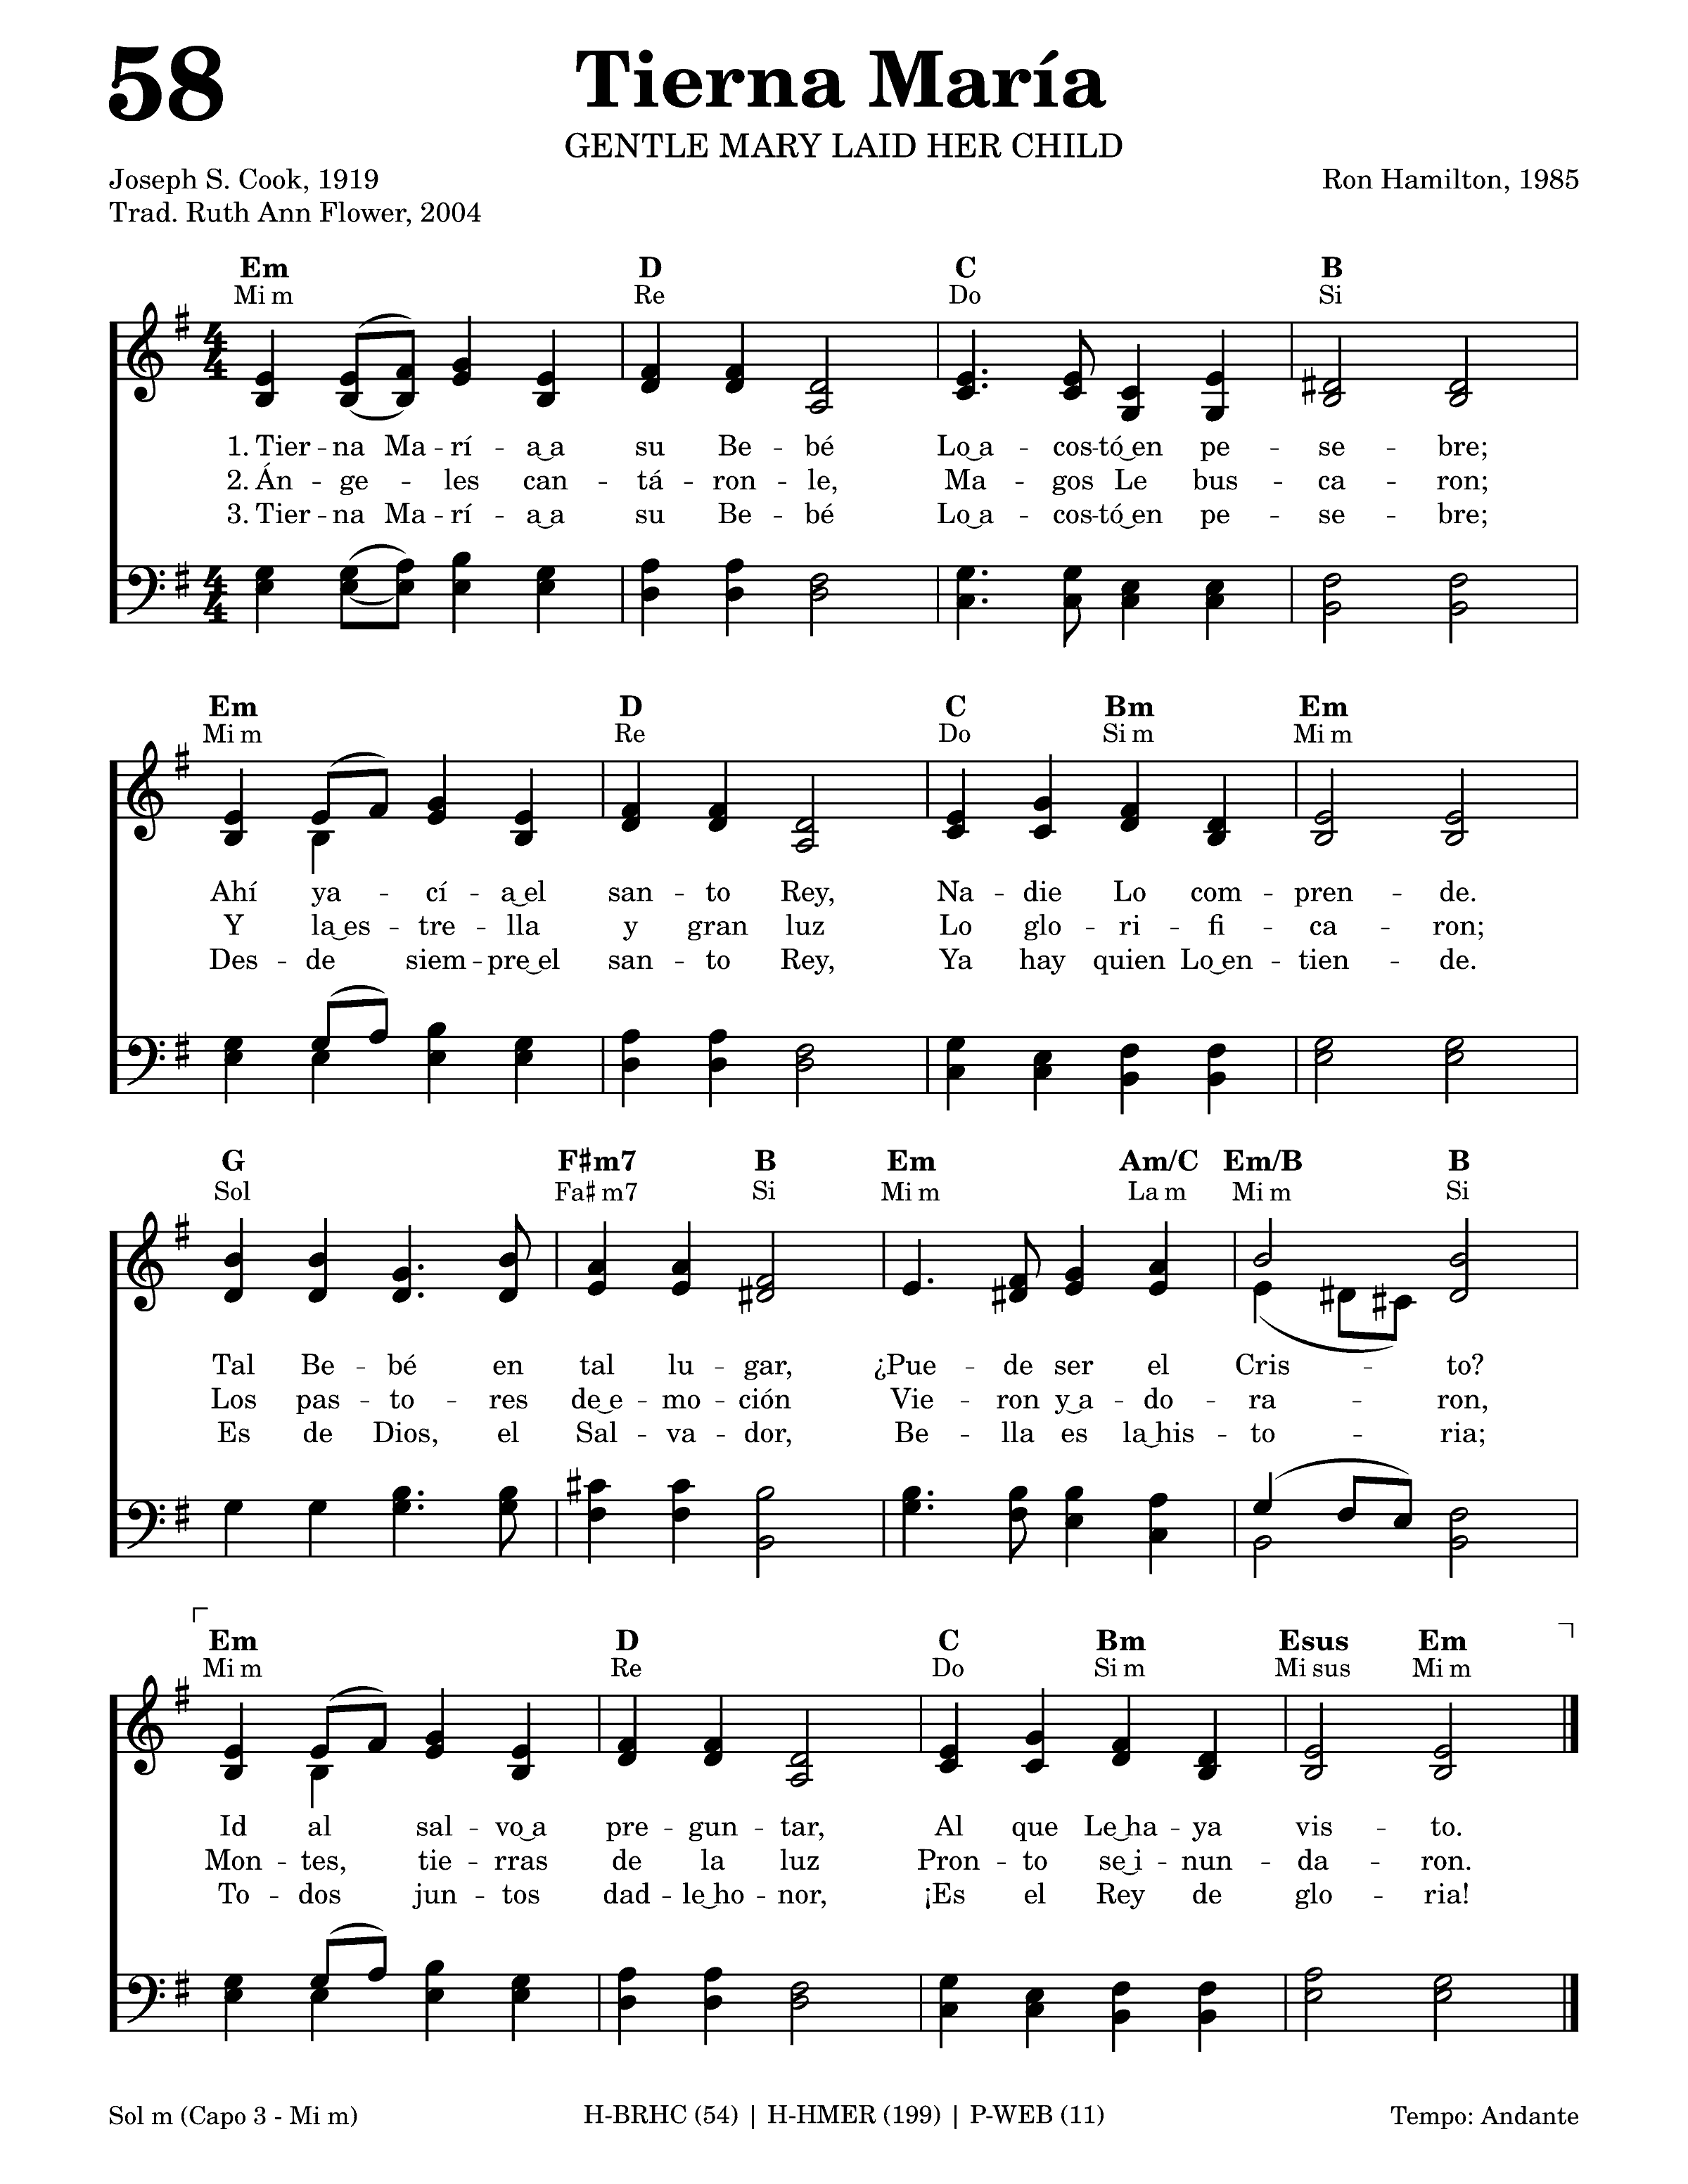 58
Tierna María
GENTLE MARY LAID HER CHILD
Joseph S. Cook, 1919
Ron Hamilton, 1985
Trad. Ruth Ann Flower, 2004
Em D C B
Mi m Re Do Si
1. Tier - na Ma - rí - a‿a su Be - bé Lo‿a - cos - tó‿en pe - se - bre;
2. Án - ge - les can - tá - ron - le, Ma - gos Le bus - ca - ron;
3. Tier - na Ma - rí - a‿a su Be - bé Lo‿a - cos - tó‿en pe - se - bre;
Em D C Bm Em
Mi m Re Do Si m Mi m
Ahí ya - cí - a‿el san - to Rey, Na - die Lo com - pren - de.
Y la‿es - tre - lla y gran luz Lo glo - ri - fi - ca - ron;
Des - de siem - pre‿el san - to Rey, Ya hay quien Lo‿en - tien - de.
G F♯m7 B Em Am/C Em/B B
Sol Fa♯ m7 Si Mi m La m Mi m Si
Tal Be - bé en tal lu - gar, ¿Pue - de ser el Cris - to?
Los pas - to - res de‿e - mo - ción Vie - ron y‿a - do - ra - ron,
Es de Dios, el Sal - va - dor, Be - lla es la‿his - to - ria;
Em D C Bm Esus Em
Mi m Re Do Si m Mi sus Mi m
Id al sal - vo‿a pre - gun - tar, Al que Le‿ha - ya vis - to.
Mon - tes, tie - rras de la luz Pron - to se‿i - nun - da - ron.
To - dos jun - tos dad - le‿ho - nor, ¡Es el Rey de glo - ria!
Sol m (Capo 3 - Mi m)
H-BRHC (54) | H-HMER (199) | P-WEB (11)
Tempo: Andante